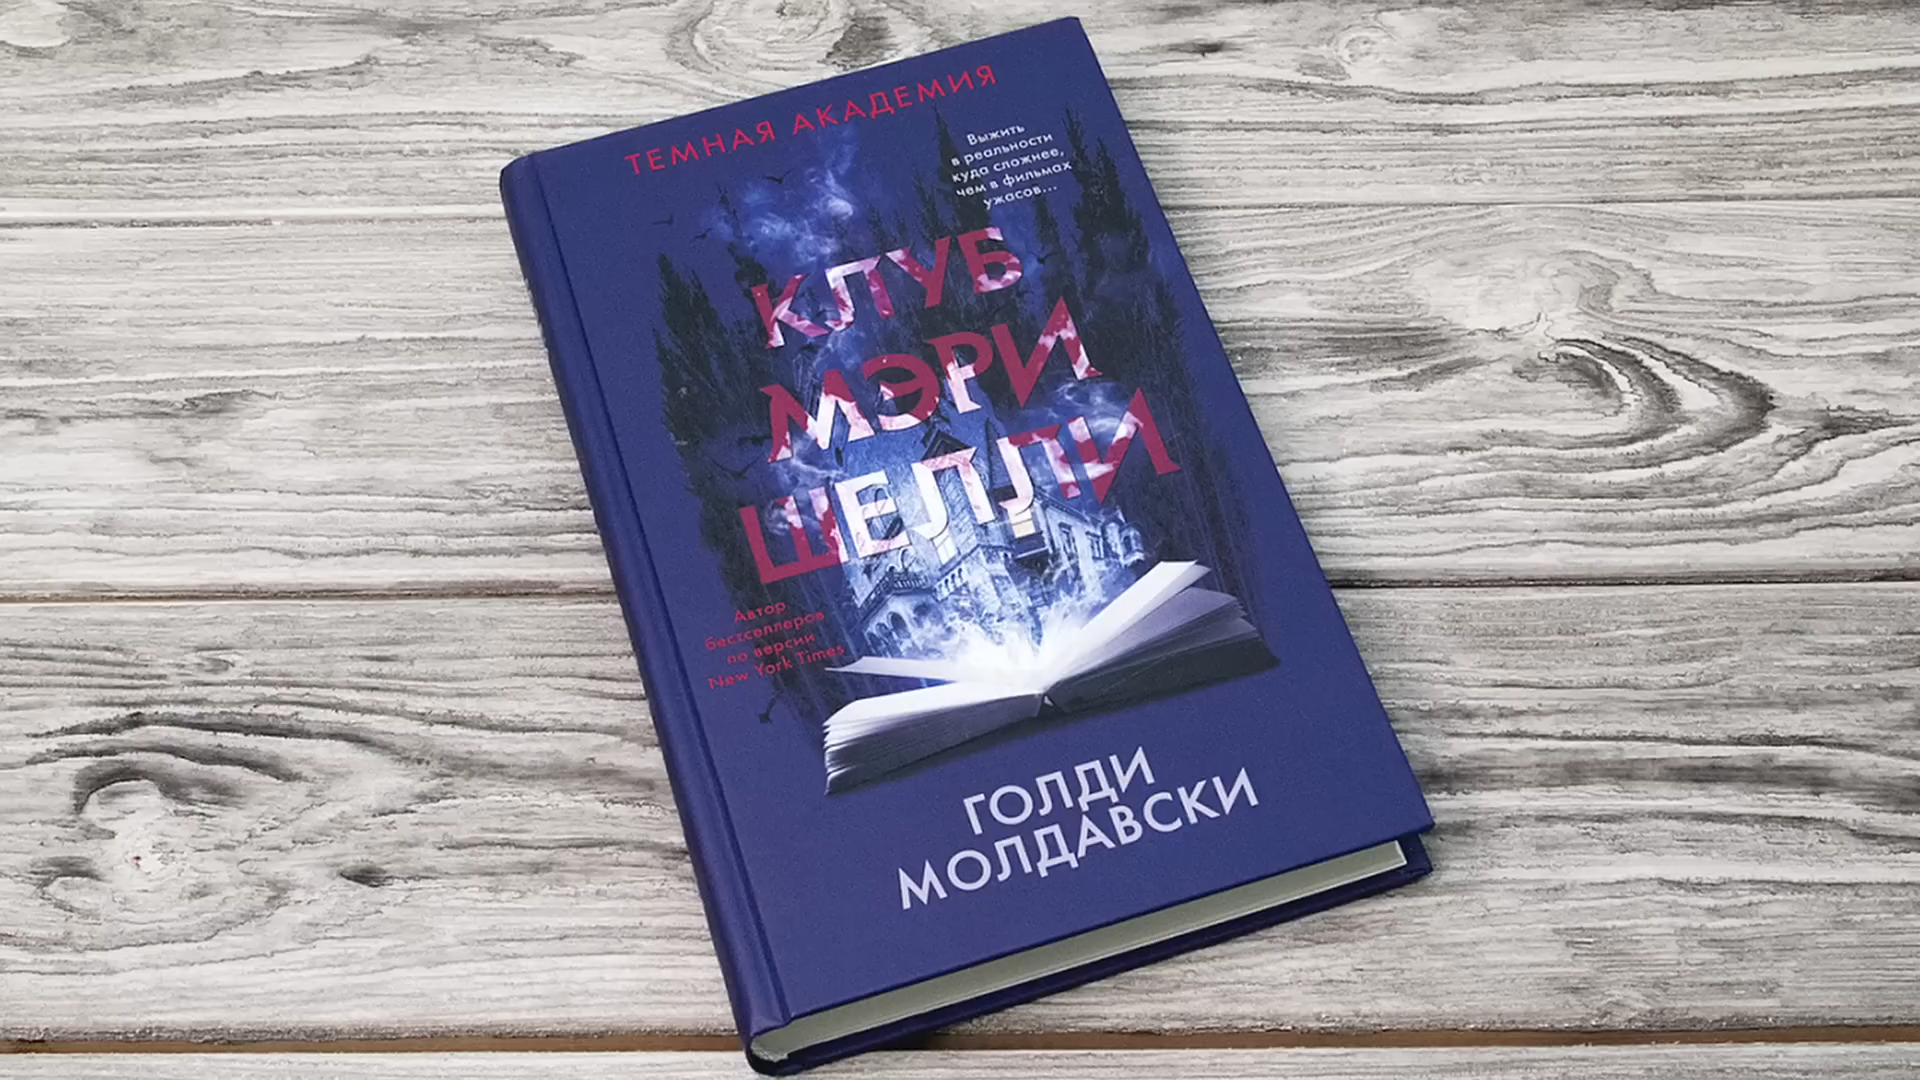 ТЕМНАЯ АКАДЕМИЯ
Выжить
в реальности
куда сложнее,
чем в фильмах
ужасов...
КЛУБ
МЭРИ
ШЕЛЛИ
Автор
бестселлеров
по версии
New York Times
ГОЛДИ
МОЛДАВСКИ